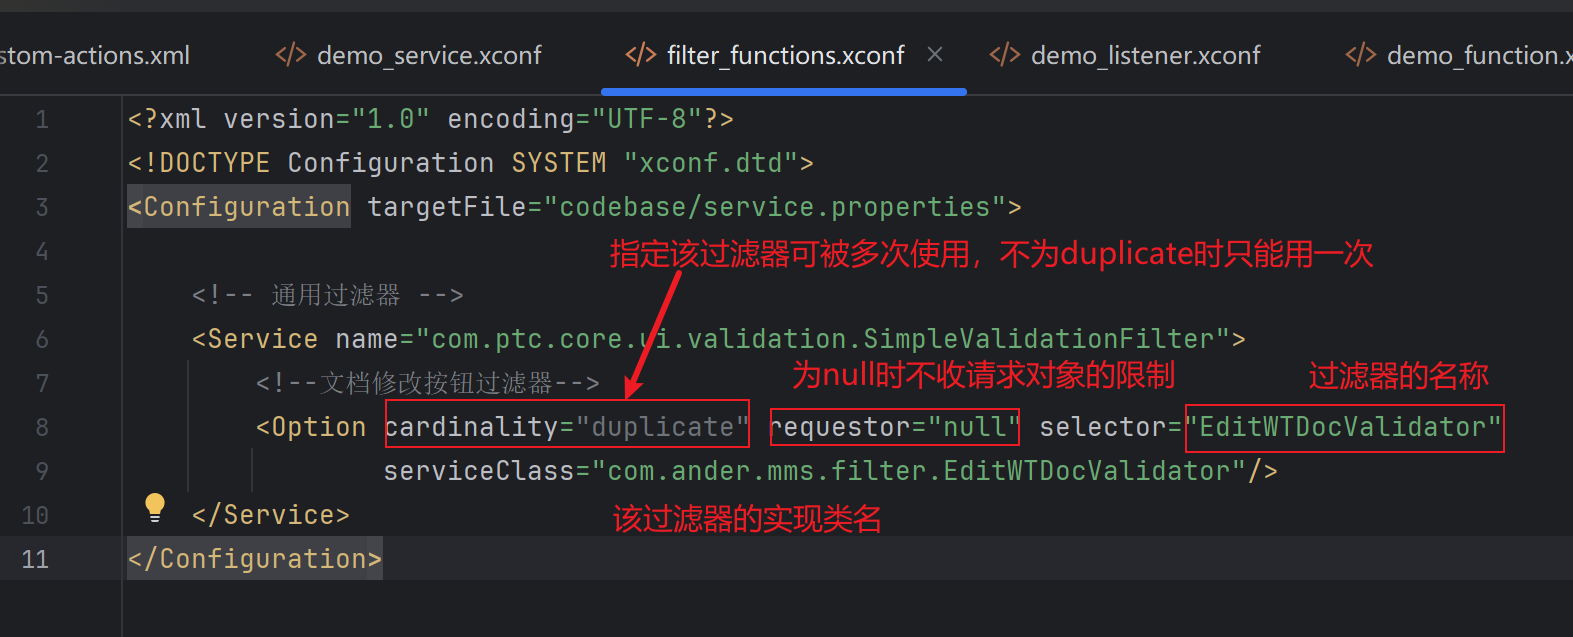 stom-actions.xml </> demo_service.xconf </> filter_functions.xconf × </> demo_listener.xconf </> demo_function.x
1 <?xml version="1.0" encoding="UTF-8"?>
2 <!DOCTYPE Configuration SYSTEM "xconf.dtd">
3 <Configuration targetFile="codebase/service.properties">
4 指定该过滤器可被多次使用，不为duplicate时只能用一次
5 <!-- 通用过滤器 -->
6 <Service name="com.ptc.core.ui.validation.SimpleValidationFilter">
7 <!--文档修改按钮过滤器--> 为null时不收请求对象的限制 过滤器的名称
8 <Option cardinality="duplicate" requestor="null" selector="EditWTDocValidator"
9 serviceClass="com.ander.mms.filter.EditWTDocValidator"/>
10 </Service> 该过滤器的实现类名
11 </Configuration>